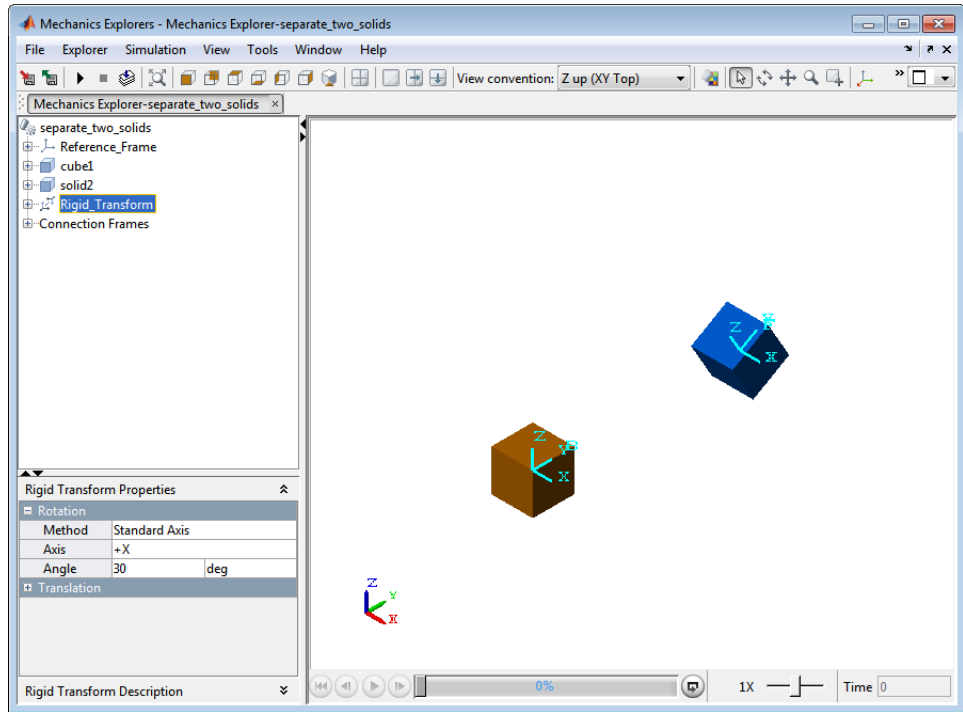 Mechanics Explorers - Mechanics Explorer-separate_two_solids
File Explorer Simulation View Tools Window Help
View convention: Z up (XY Top)
Mechanics Explorer-separate_two_solids
separate_two_solids
Reference_Frame
cube1
solid2
Rigid_Transform
Connection Frames
Z
X
Z
Y
X
Rigid Transform Properties
Rotation
Method Standard Axis
Axis +X
Angle 30 deg
Translation
Z
Y
X
Rigid Transform Description
0%
1X
Time 0